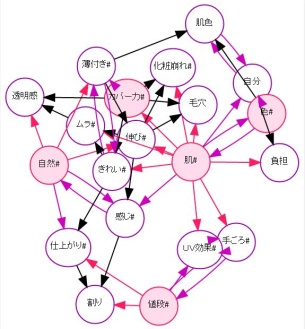 肌色
薄付き#
化粧崩れ#
自分
透明感
カバー力#
毛穴
色#
ムラ#
伸び#
自然#
きれい#
肌#
負担
感じ#
仕上がり#
UV効果#
手ごろ#
割り
値段#